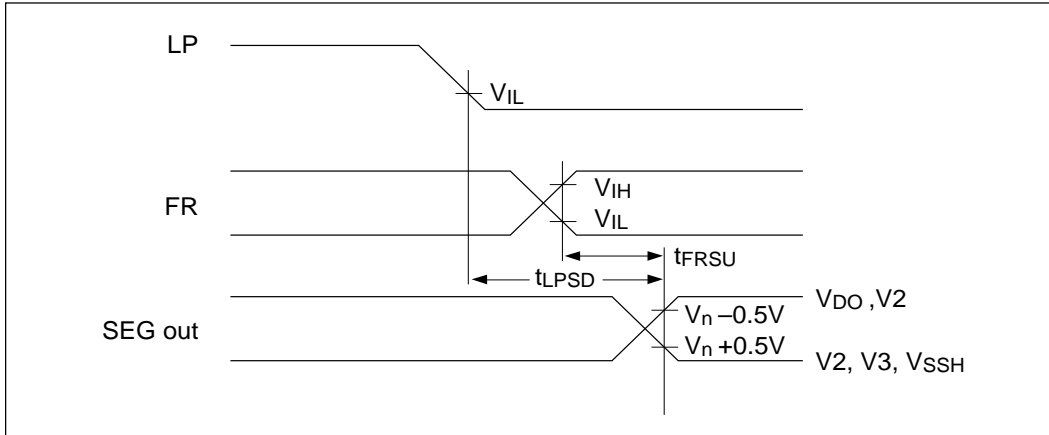 LP
VIL
FR
VIH
VIL
tFRSU
tLPSD
SEG out
VDO ,V2
Vn –0.5V
Vn +0.5V
V2, V3, VSSH